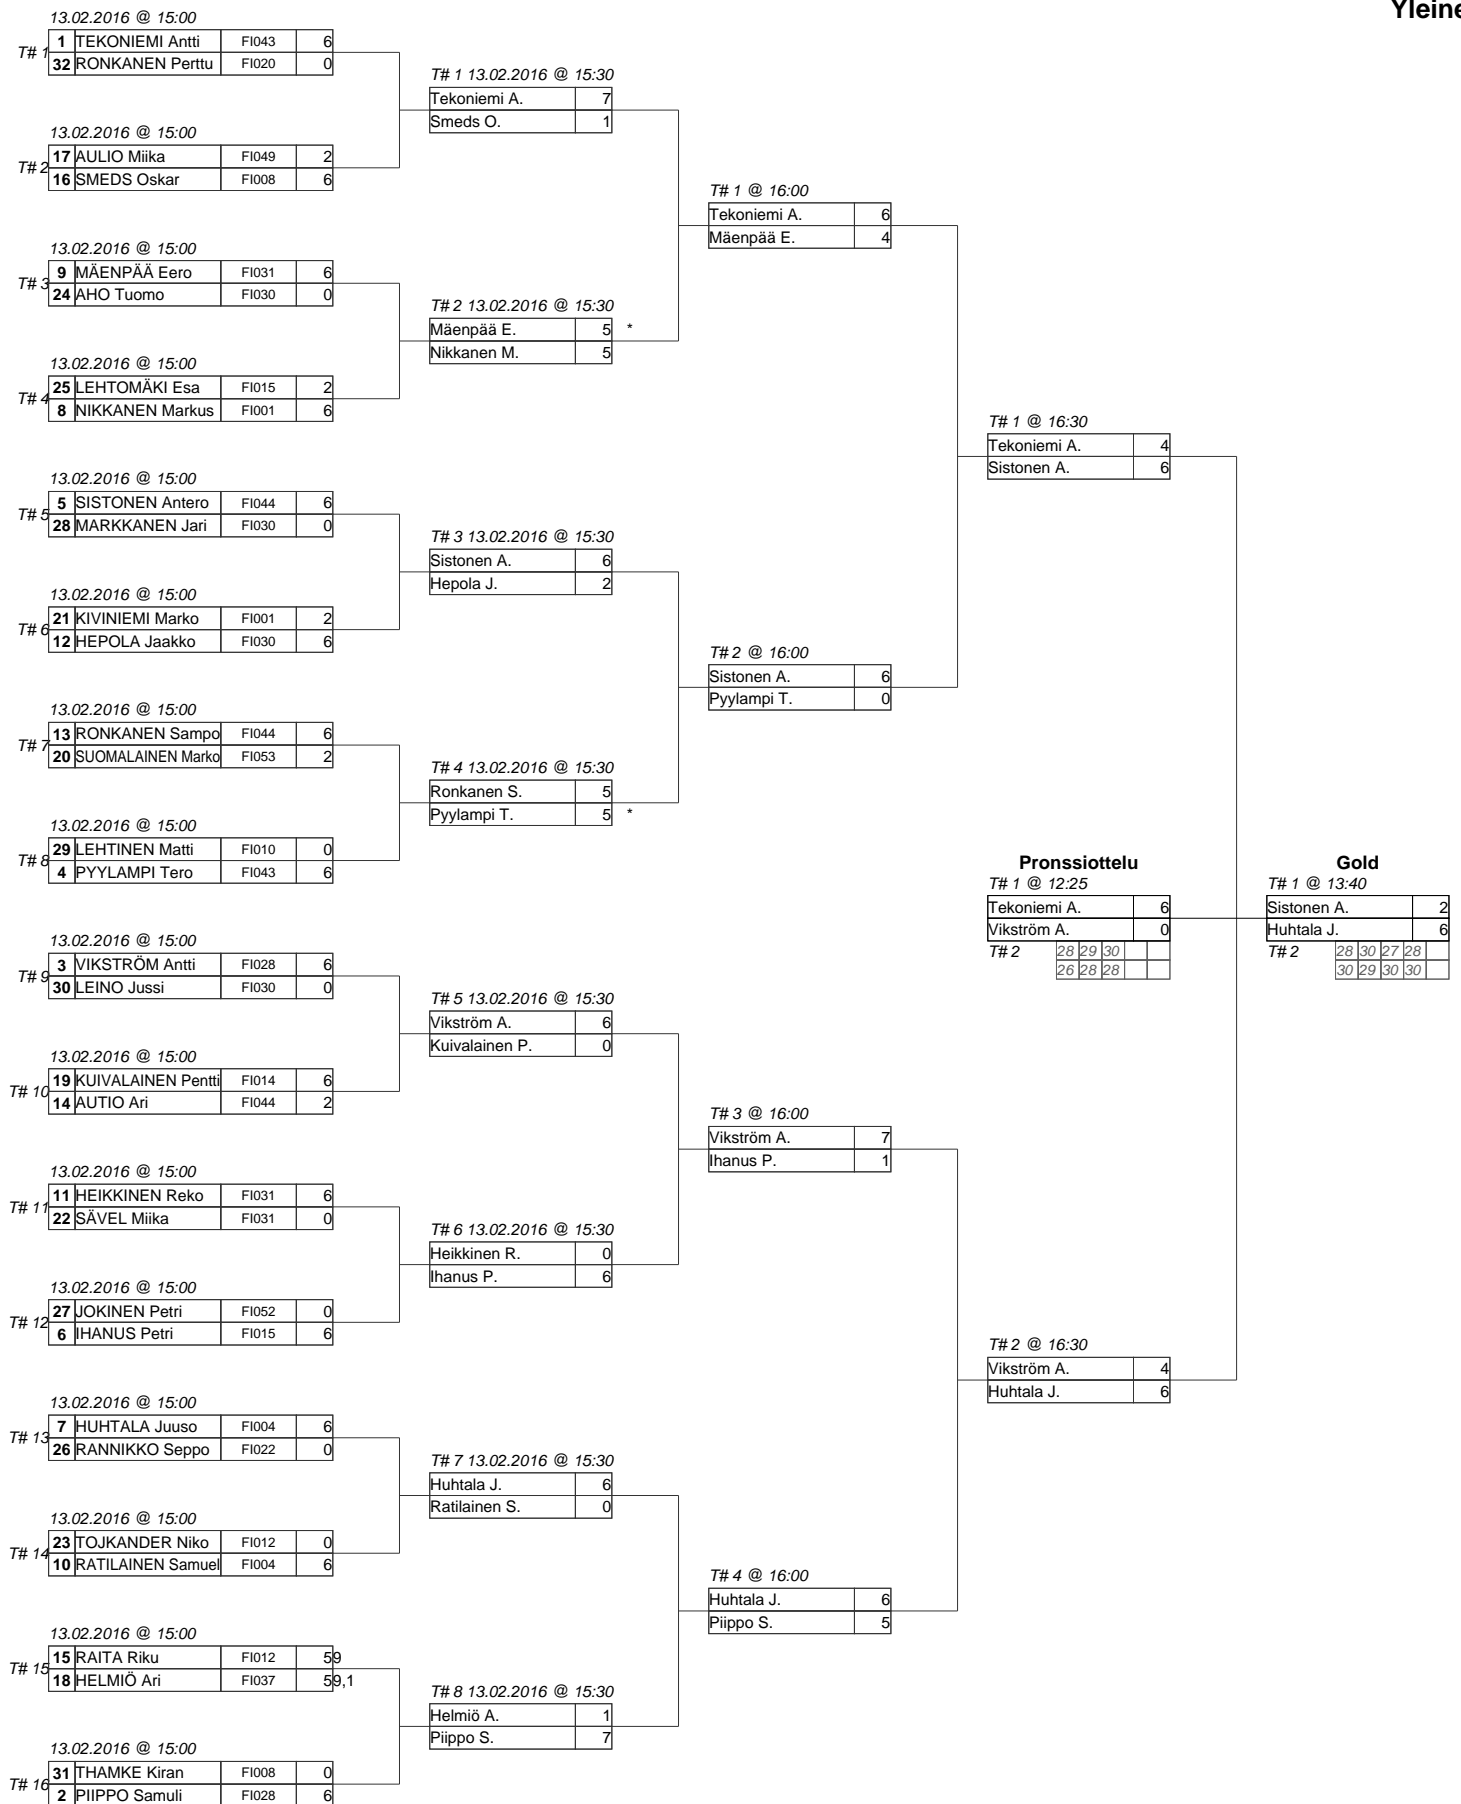 Yleine
13.02.2016 @ 15:00
T# 1
1 TEKONIEMI Antti FI043 6
32 RONKANEN Perttu FI020 0
13.02.2016 @ 15:00
T# 2
17 AULIO Miika FI049 2
16 SMEDS Oskar FI008 6
13.02.2016 @ 15:00
T# 3
9 MÄENPÄÄ Eero FI031 6
24 AHO Tuomo FI030 0
13.02.2016 @ 15:00
T# 4
25 LEHTOMÄKI Esa FI015 2
8 NIKKANEN Markus FI001 6
13.02.2016 @ 15:00
T# 5
5 SISTONEN Antero FI044 6
28 MARKKANEN Jari FI030 0
13.02.2016 @ 15:00
T# 6
21 KIVINIEMI Marko FI001 2
12 HEPOLA Jaakko FI030 6
13.02.2016 @ 15:00
T# 7
13 RONKANEN Sampo FI044 6
20 SUOMALAINEN Marko FI053 2
13.02.2016 @ 15:00
T# 8
29 LEHTINEN Matti FI010 0
4 PYYLAMPI Tero FI043 6
13.02.2016 @ 15:00
T# 9
3 VIKSTRÖM Antti FI028 6
30 LEINO Jussi FI030 0
13.02.2016 @ 15:00
T# 10
19 KUIVALAINEN Pentti FI014 6
14 AUTIO Ari FI044 2
13.02.2016 @ 15:00
T# 11
11 HEIKKINEN Reko FI031 6
22 SÄVEL Miika FI031 0
13.02.2016 @ 15:00
T# 12
27 JOKINEN Petri FI052 0
6 IHANUS Petri FI015 6
13.02.2016 @ 15:00
T# 13
7 HUHTALA Juuso FI004 6
26 RANNIKKO Seppo FI022 0
13.02.2016 @ 15:00
T# 14
23 TOJKANDER Niko FI012 0
10 RATILAINEN Samuel FI004 6
13.02.2016 @ 15:00
T# 15
15 RAITA Riku FI012 59
18 HELMIÖ Ari FI037 59,1
13.02.2016 @ 15:00
T# 16
31 THAMKE Kiran FI008 0
2 PIIPPO Samuli FI028 6
T# 1 13.02.2016 @ 15:30
Tekoniemi A. 7
Smeds O. 1
T# 2 13.02.2016 @ 15:30
Mäenpää E. 5 *
Nikkanen M. 5
T# 3 13.02.2016 @ 15:30
Sistonen A. 6
Hepola J. 2
T# 4 13.02.2016 @ 15:30
Ronkanen S. 5
Pyylampi T. 5 *
T# 5 13.02.2016 @ 15:30
Vikström A. 6
Kuivalainen P. 0
T# 6 13.02.2016 @ 15:30
Heikkinen R. 0
Ihanus P. 6
T# 7 13.02.2016 @ 15:30
Huhtala J. 6
Ratilainen S. 0
T# 8 13.02.2016 @ 15:30
Helmiö A. 1
Piippo S. 7
T# 1 @ 16:00
Tekoniemi A. 6
Mäenpää E. 4
T# 2 @ 16:00
Sistonen A. 6
Pyylampi T. 0
T# 3 @ 16:00
Vikström A. 7
Ihanus P. 1
T# 4 @ 16:00
Huhtala J. 6
Piippo S. 5
T# 1 @ 16:30
Tekoniemi A. 4
Sistonen A. 6
T# 2 @ 16:30
Vikström A. 4
Huhtala J. 6
Pronssiottelu
T# 1 @ 12:25
Tekoniemi A. 6
Vikström A. 0
T# 2 28 29 30
26 28 28
Gold
T# 1 @ 13:40
Sistonen A. 2
Huhtala J. 6
T# 2 28 30 27 28
30 29 30 30